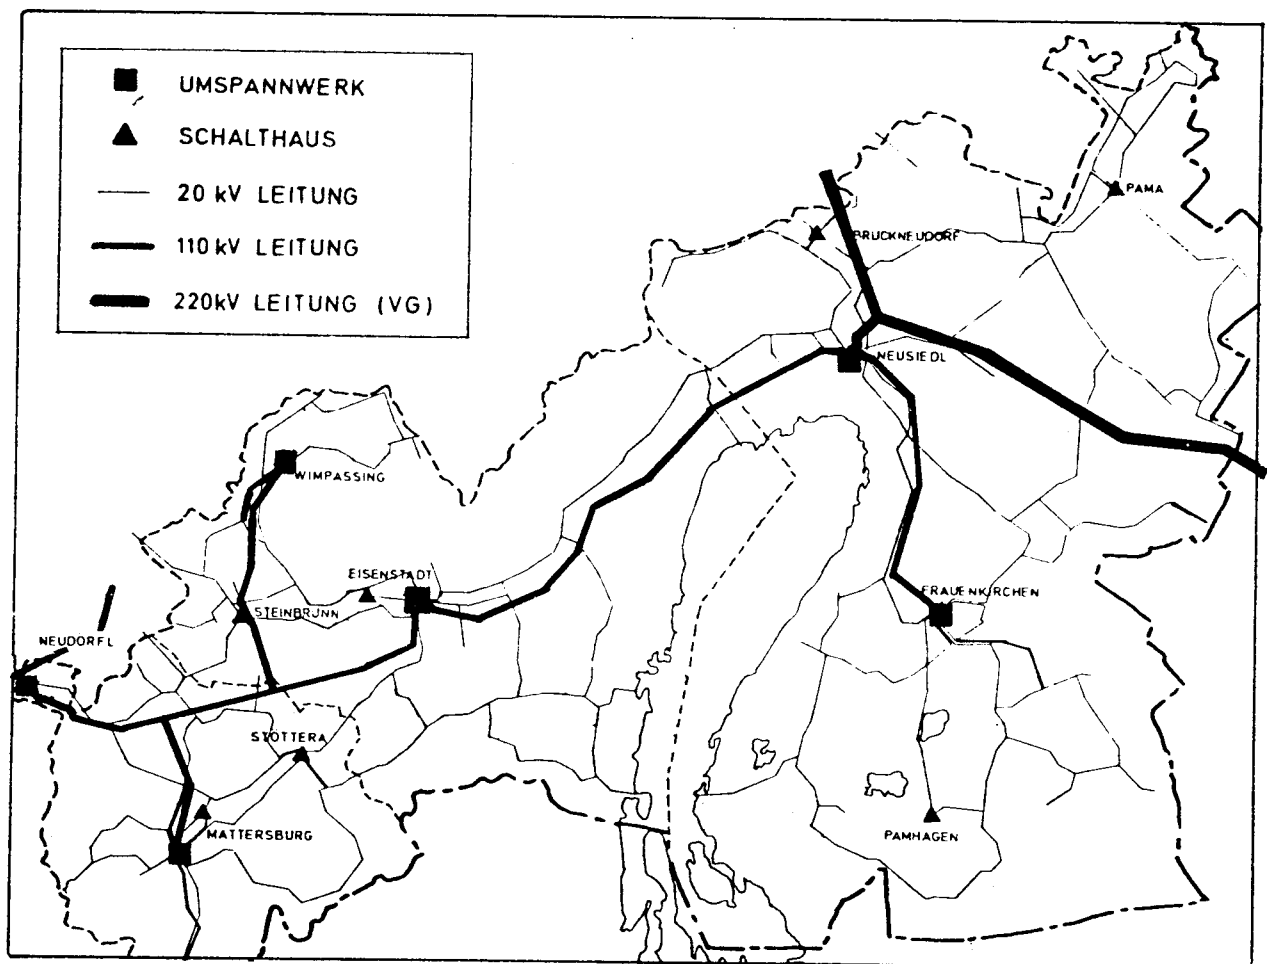 UMSPANNWERK
SCHALTHAUS
20 kV LEITUNG
110 kV LEITUNG
220kV LEITUNG (VG)
PAMA
BRUCKNEUDORF
NEUSIEDL
WIMPASSING
EISENSTADT
FRAUENKIRCHEN
STEINBRUNN
NEUDORFL
STÖTTERA
MATTERSBURG
PAMHAGEN